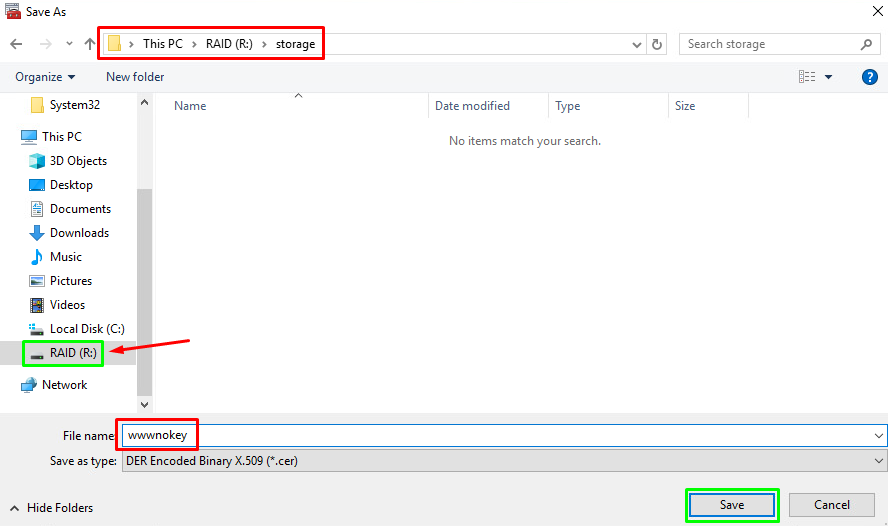 Save As
This PC > RAID (R:) > storage
Search storage
Organize
New folder
?
Name
Date modified
Type
Size
No items match your search.
System32
This PC
3D Objects
Desktop
Documents
Downloads
Music
Pictures
Videos
Local Disk (C:)
RAID (R:)
Network
File name:
wwwnokey
Save as type:
DER Encoded Binary X.509 (*.cer)
Hide Folders
Save
Cancel